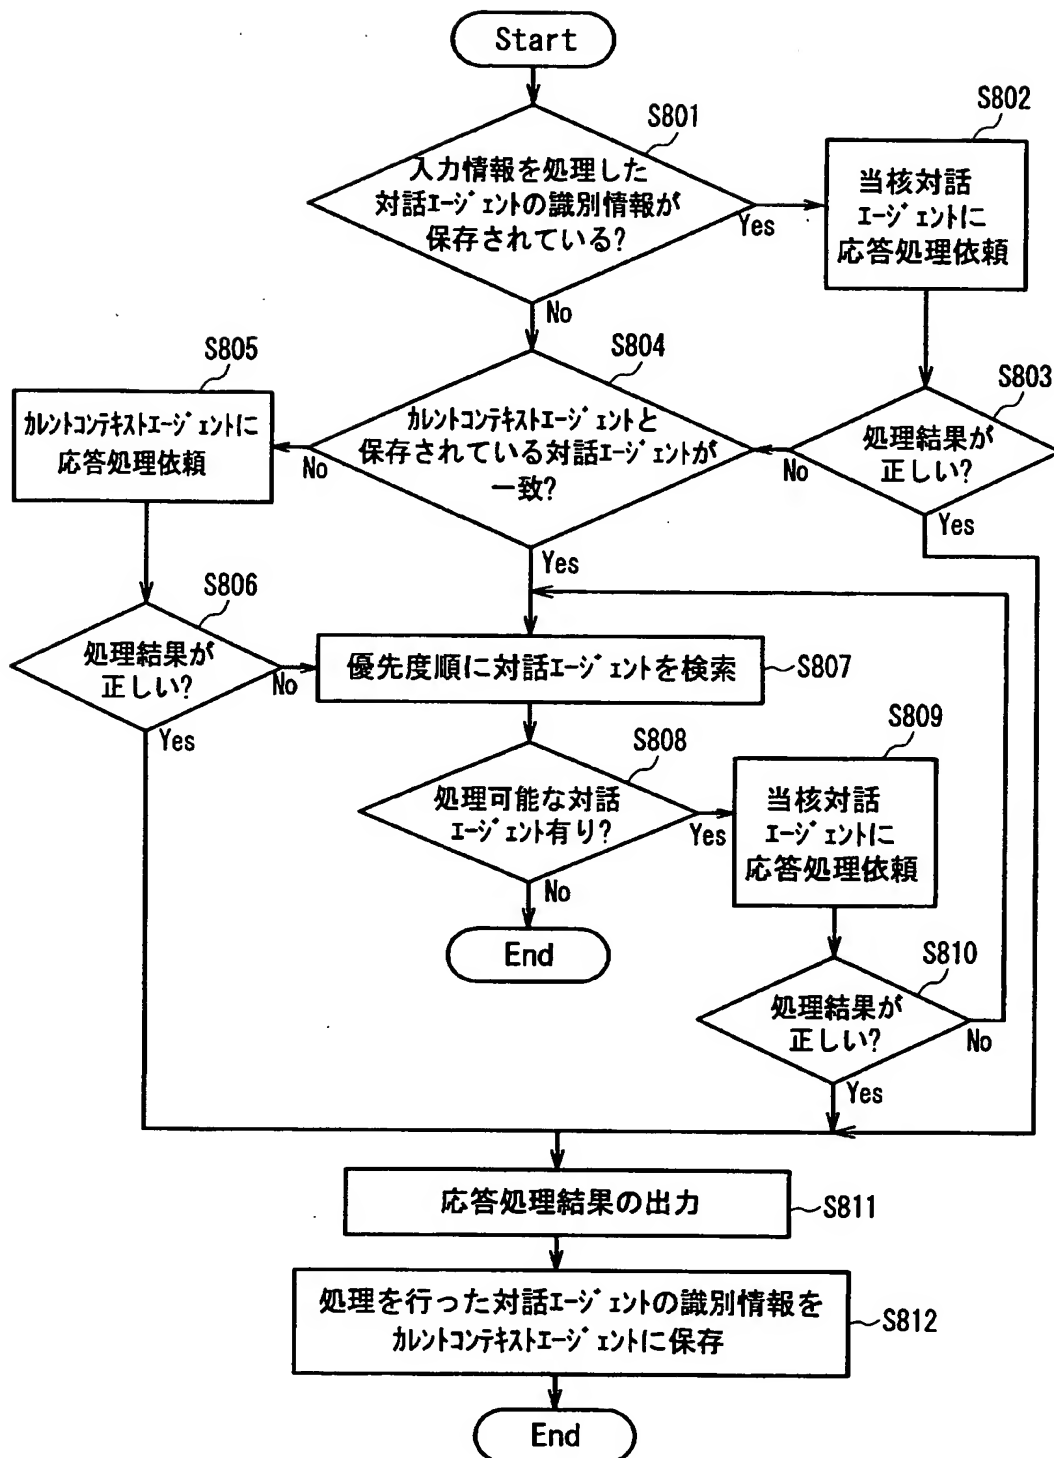 Start
S801
入力情報を処理した
対話エージェントの識別情報が
保存されている?
Yes
No
S802
当核対話
エージェントに
応答処理依頼
S803
処理結果が
正しい?
No
Yes
S804
カレントコンテキストエージェントと
保存されている対話エージェントが
一致?
No
Yes
S805
カレントコンテキストエージェントに
応答処理依頼
S806
処理結果が
正しい?
No
Yes
優先度順に対話エージェントを検索
S807
S808
処理可能な対話
エージェント有り?
Yes
No
End
S809
当核対話
エージェントに
応答処理依頼
S810
処理結果が
正しい?
No
Yes
応答処理結果の出力
S811
処理を行った対話エージェントの識別情報を
カレントコンテキストエージェントに保存
S812
End